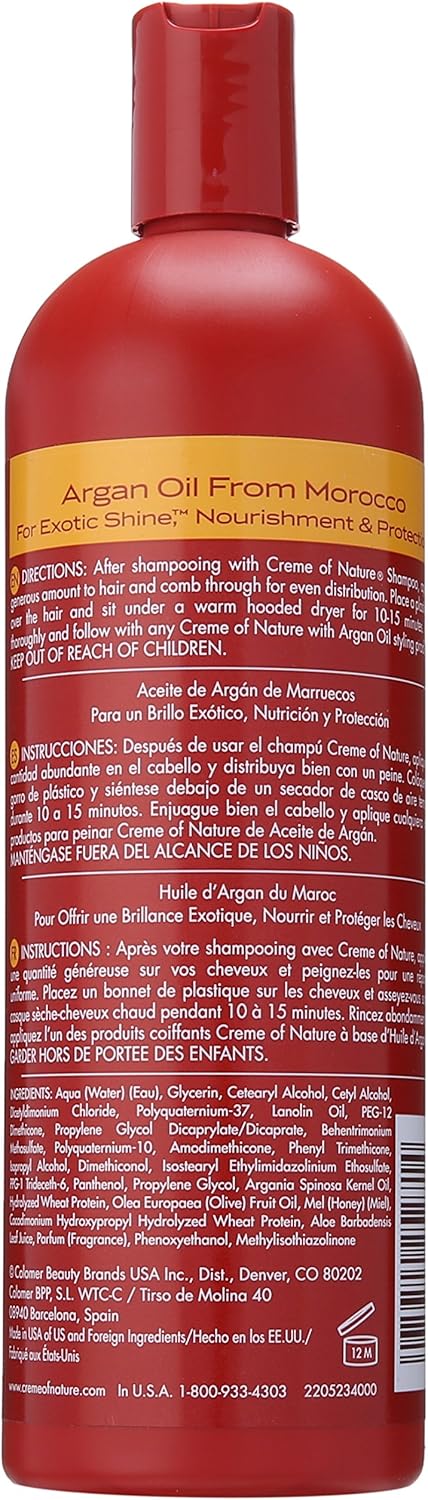 Argan Oil From Morocco
For Exotic Shine,™ Nourishment & Protectio
EN DIRECTIONS: After shampooing with Creme of Nature® Shampoo, a
generous amount to hair and comb through for even distribution. Place a pla
over the hair and sit under a warm hooded dryer for 10-15 minutes.
thoroughly and follow with any Creme of Nature with Argan Oil styling prod
KEEP OUT OF REACH OF CHILDREN.
Aceite de Argán de Marruecos
Para un Brillo Exótico, Nutrición y Protección
ES INSTRUCCIONES: Después de usar el champú Creme of Nature, apliq
cantidad abundante en el cabello y distribuya bien con un peine. Coloq
gorro de plástico y siéntese debajo de un secador de casco de aire te
durante 10 a 15 minutos. Enjuague bien el cabello y aplique cualquier
productos para peinar Creme of Nature de Aceite de Argán.
MANTÉNGASE FUERA DEL ALCANCE DE LOS NIÑOS.
Huile d'Argan du Maroc
Pour Offrir une Brillance Exotique, Nourrir et Protéger les Cheveux
FR INSTRUCTIONS : Après votre shampooing avec Creme of Nature, a
une quantité généreuse sur vos cheveux et peignez-les pour une rép
uniforme. Placez un bonnet de plastique sur les cheveux et asseyez-vous s
casque sèche-cheveux chaud pendant 10 à 15 minutes. Rincez abondamment
appliquez l'un des produits coiffants Creme of Nature à base d'Huile d'Arg
GARDER HORS DE PORTEE DES ENFANTS.
INGREDIENTS: Aqua (Water) (Eau), Glycerin, Cetearyl Alcohol, Cetyl Alcohol,
Dicetyldimonium Chloride, Polyquaternium-37, Lanolin Oil, PEG-12
Dimethicone, Propylene Glycol Dicaprylate/Dicaprate, Behentrimonium
Methosulfate, Polyquaternium-10, Amodimethicone, Phenyl Trimethicone,
Isopropyl Alcohol, Dimethiconol, Isostearyl Ethylimidazolinium Ethosulfate,
PPG-1 Trideceth-6, Panthenol, Propylene Glycol, Argania Spinosa Kernel Oil,
Hydrolyzed Wheat Protein, Olea Europaea (Olive) Fruit Oil, Mel (Honey) (Miel),
Cocodimonium Hydroxypropyl Hydrolyzed Wheat Protein, Aloe Barbadensis
Leaf Juice, Parfum (Fragrance), Phenoxyethanol, Methylisothiazolinone
© Colomer Beauty Brands USA Inc., Dist., Denver, CO 80202
Colomer BPP, S.L. WTC-C / Tirso de Molina 40
08940 Barcelona, Spain
Made in USA of US and Foreign Ingredients/Hecho en los EE.UU./
Fabriqué aux États-Unis
12 M
www.cremeofnature.com In U.S.A. 1-800-933-4303 2205234000